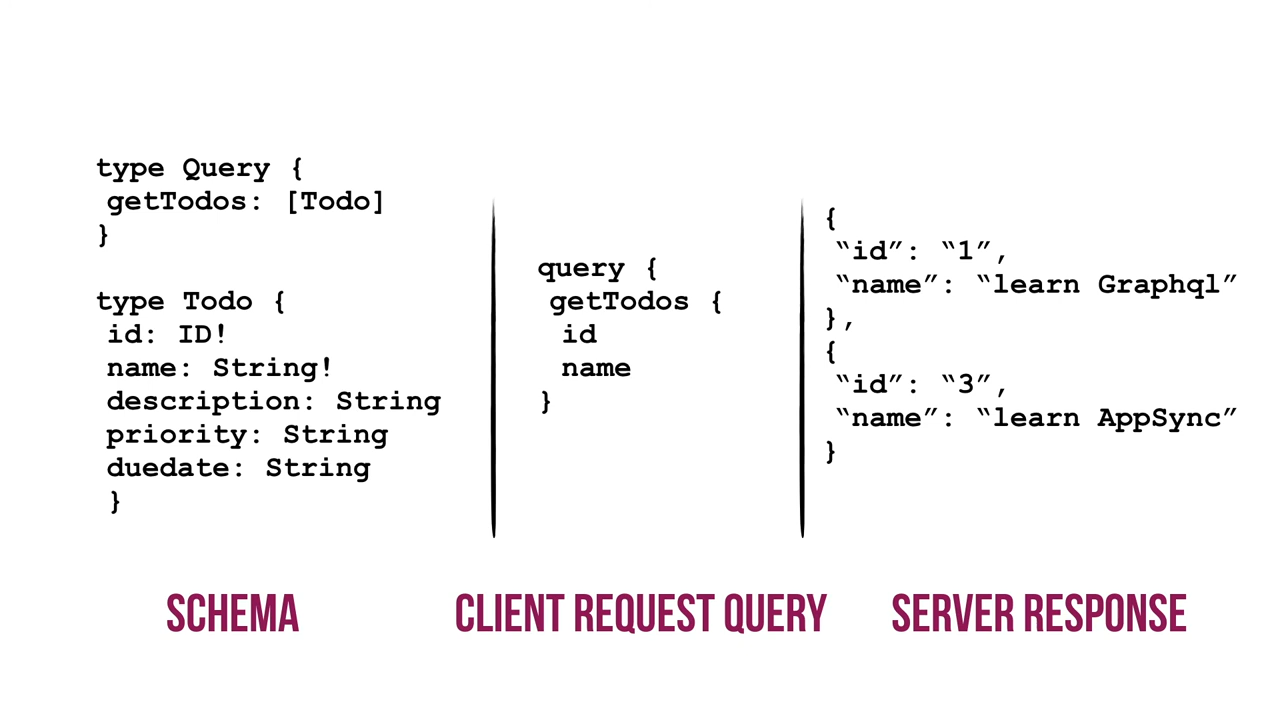 type Query {
getTodos: [Todo]
}
type Todo {
id: ID!
name: String!
description: String
priority: String
duedate: String
}
SCHEMA
query {
getTodos {
id
name
}
CLIENT REQUEST QUERY
{
“id”: “1”,
“name”: “learn Graphql”
},
{
“id”: “3”,
“name”: “learn AppSync”
}
SERVER RESPONSE